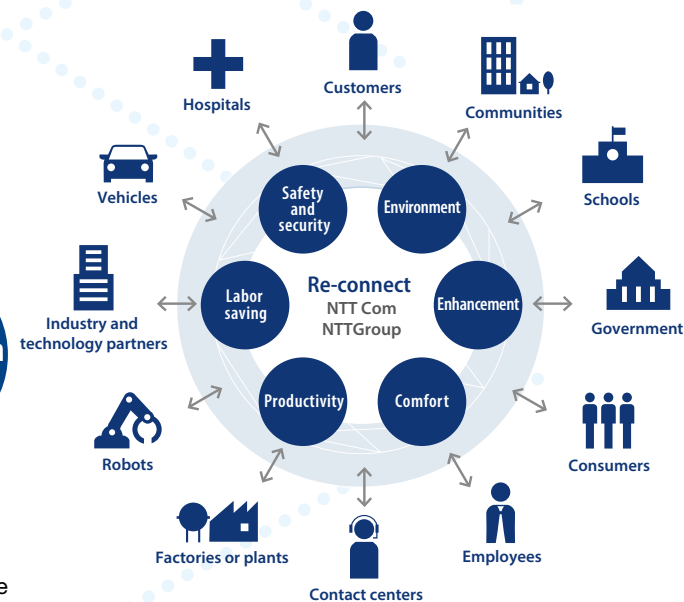 Customers
Hospitals
Communities
Vehicles
Schools
Safety
and
security
Environment
Re-connect
NTT Com
NTTGroup
Labor
saving
Enhancement
Industry and
technology partners
Government
Productivity
Comfort
Robots
Consumers
Factories or plants
Employees
Contact centers